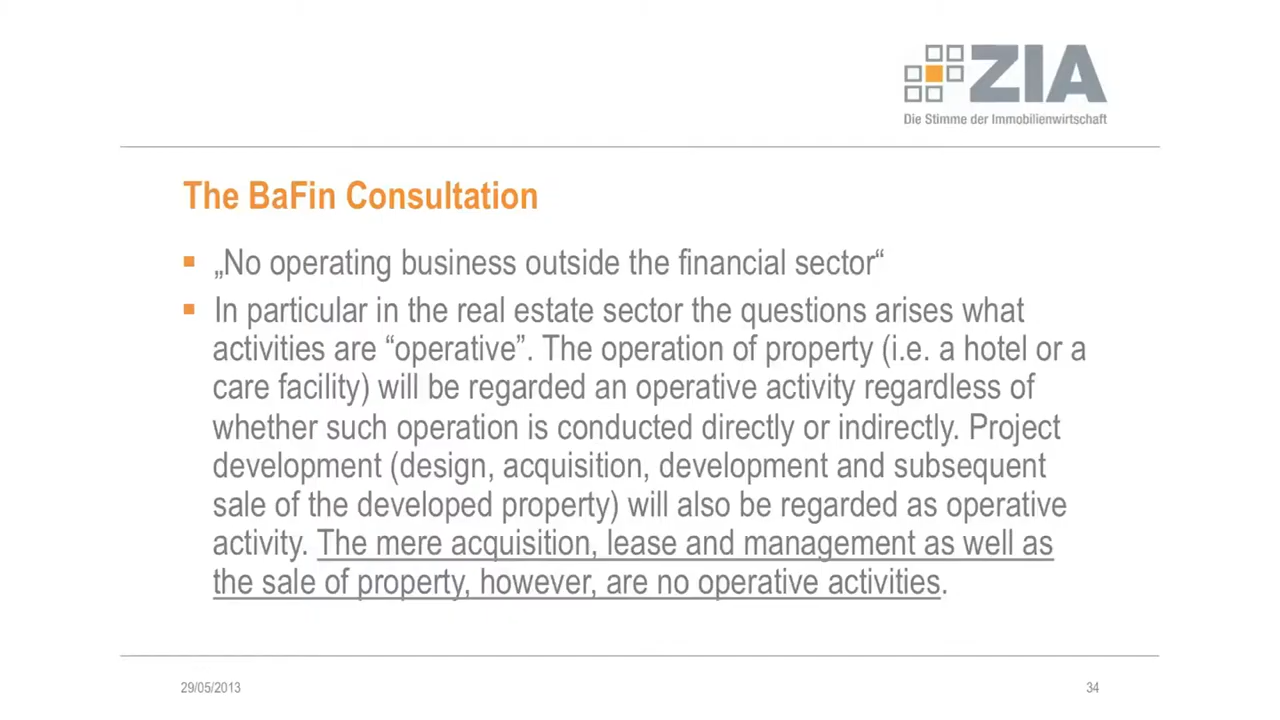 ZIA
Die Stimme der Immobilienwirtschaft
The BaFin Consultation
▪ „No operating business outside the financial sector“
▪ In particular in the real estate sector the questions arises what
activities are “operative”. The operation of property (i.e. a hotel or a
care facility) will be regarded an operative activity regardless of
whether such operation is conducted directly or indirectly. Project
development (design, acquisition, development and subsequent
sale of the developed property) will also be regarded as operative
activity. The mere acquisition, lease and management as well as
the sale of property, however, are no operative activities.
29/05/2013
34